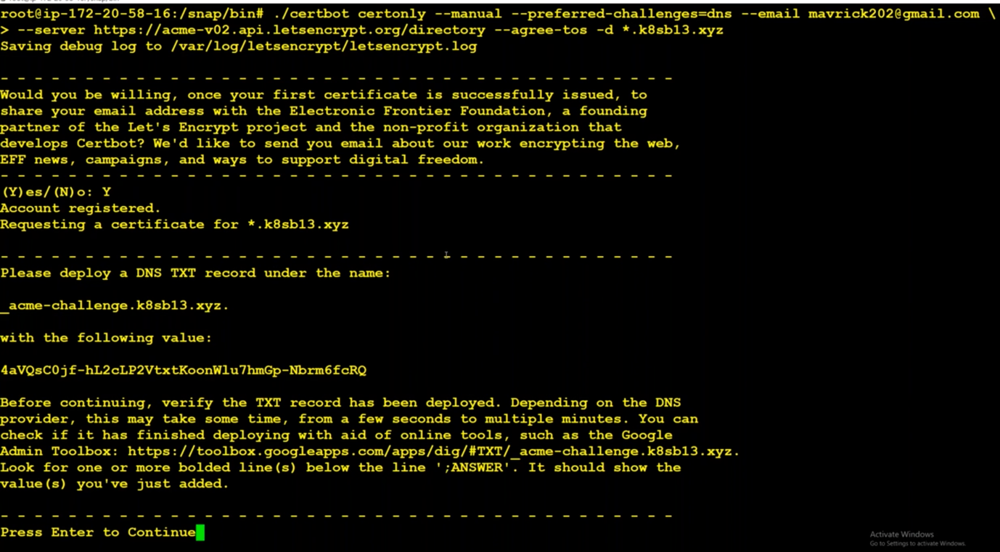 root@ip-172-20-58-16:/snap/bin# ./certbot certonly --manual --preferred-challenges=dns --email mavrick202@gmail.com \
> --server https://acme-v02.api.letsencrypt.org/directory --agree-tos -d *.k8sb13.xyz
Saving debug log to /var/log/letsencrypt/letsencrypt.log
- - - - - - - - - - - - - - - - - - - - - - - - - - - - - - - - - - - - - - - -
Would you be willing, once your first certificate is successfully issued, to
share your email address with the Electronic Frontier Foundation, a founding
partner of the Let's Encrypt project and the non-profit organization that
develops Certbot? We'd like to send you email about our work encrypting the web,
EFF news, campaigns, and ways to support digital freedom.
- - - - - - - - - - - - - - - - - - - - - - - - - - - - - - - - - - - - - - - -
(Y)es/(N)o: Y
Account registered.
Requesting a certificate for *.k8sb13.xyz
- - - - - - - - - - - - - - - - - - - - - - - - - - - - - - - - - - - - - - - -
Please deploy a DNS TXT record under the name:
_acme-challenge.k8sb13.xyz.
with the following value:
4aVQsC0jf-hL2cLP2VtxtKoonWlu7hmGp-Nbrm6fcRQ
Before continuing, verify the TXT record has been deployed. Depending on the DNS
provider, this may take some time, from a few seconds to multiple minutes. You can
check if it has finished deploying with aid of online tools, such as the Google
Admin Toolbox: https://toolbox.googleapps.com/apps/dig/#TXT/_acme-challenge.k8sb13.xyz.
Look for one or more bolded line(s) below the line ';ANSWER'. It should show the
value(s) you've just added.
- - - - - - - - - - - - - - - - - - - - - - - - - - - - - - - - - - - - - - - -
Press Enter to Continue
Activate Windows
Go to Settings to activate Windows.